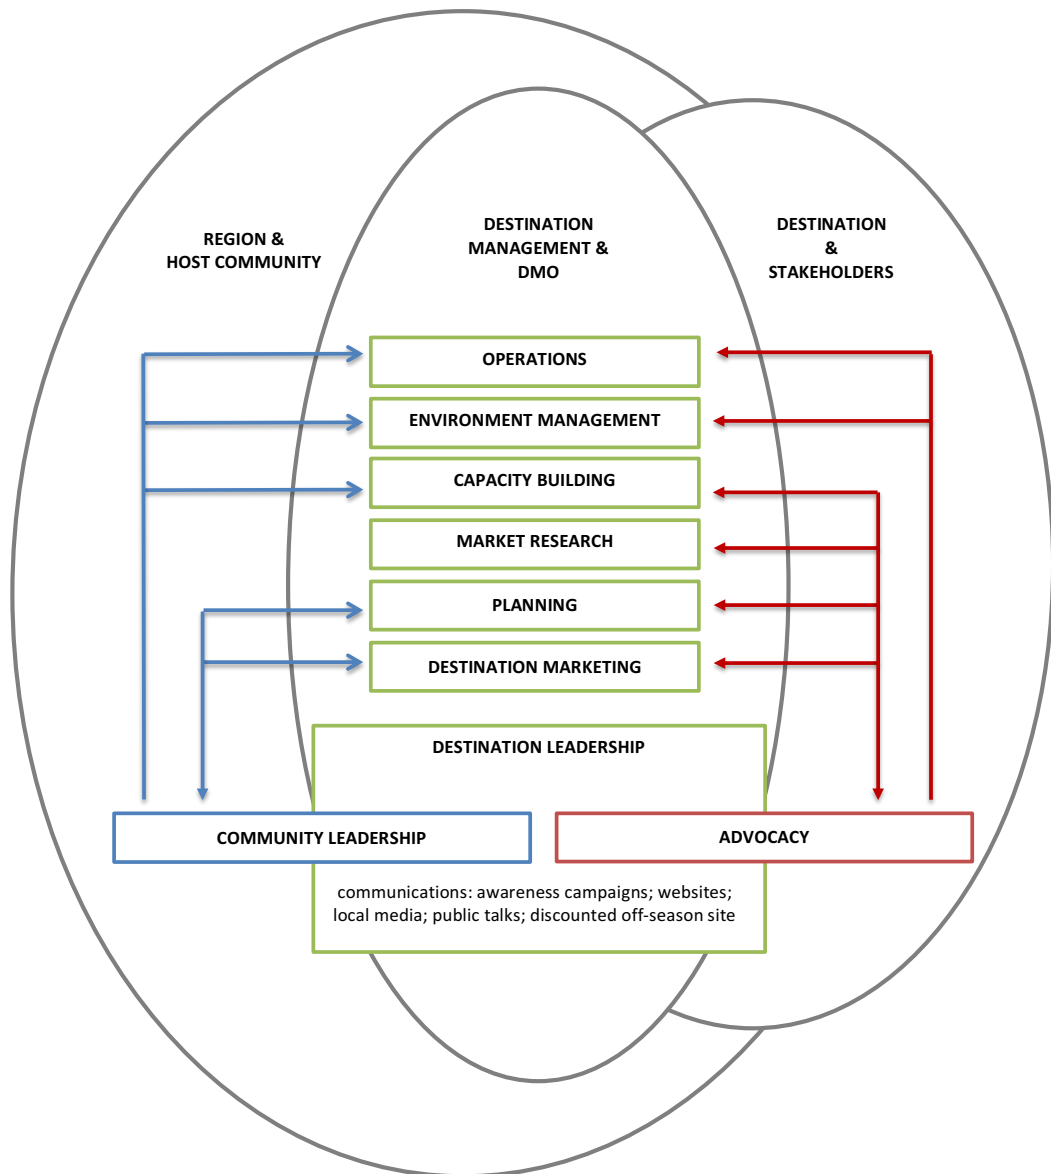 REGION &
HOST COMMUNITY
DESTINATION
MANAGEMENT &
DMO
DESTINATION
&
STAKEHOLDERS
OPERATIONS
ENVIRONMENT MANAGEMENT
CAPACITY BUILDING
MARKET RESEARCH
PLANNING
DESTINATION MARKETING
DESTINATION LEADERSHIP
COMMUNITY LEADERSHIP
ADVOCACY
communications: awareness campaigns; websites;
local media; public talks; discounted off-season site